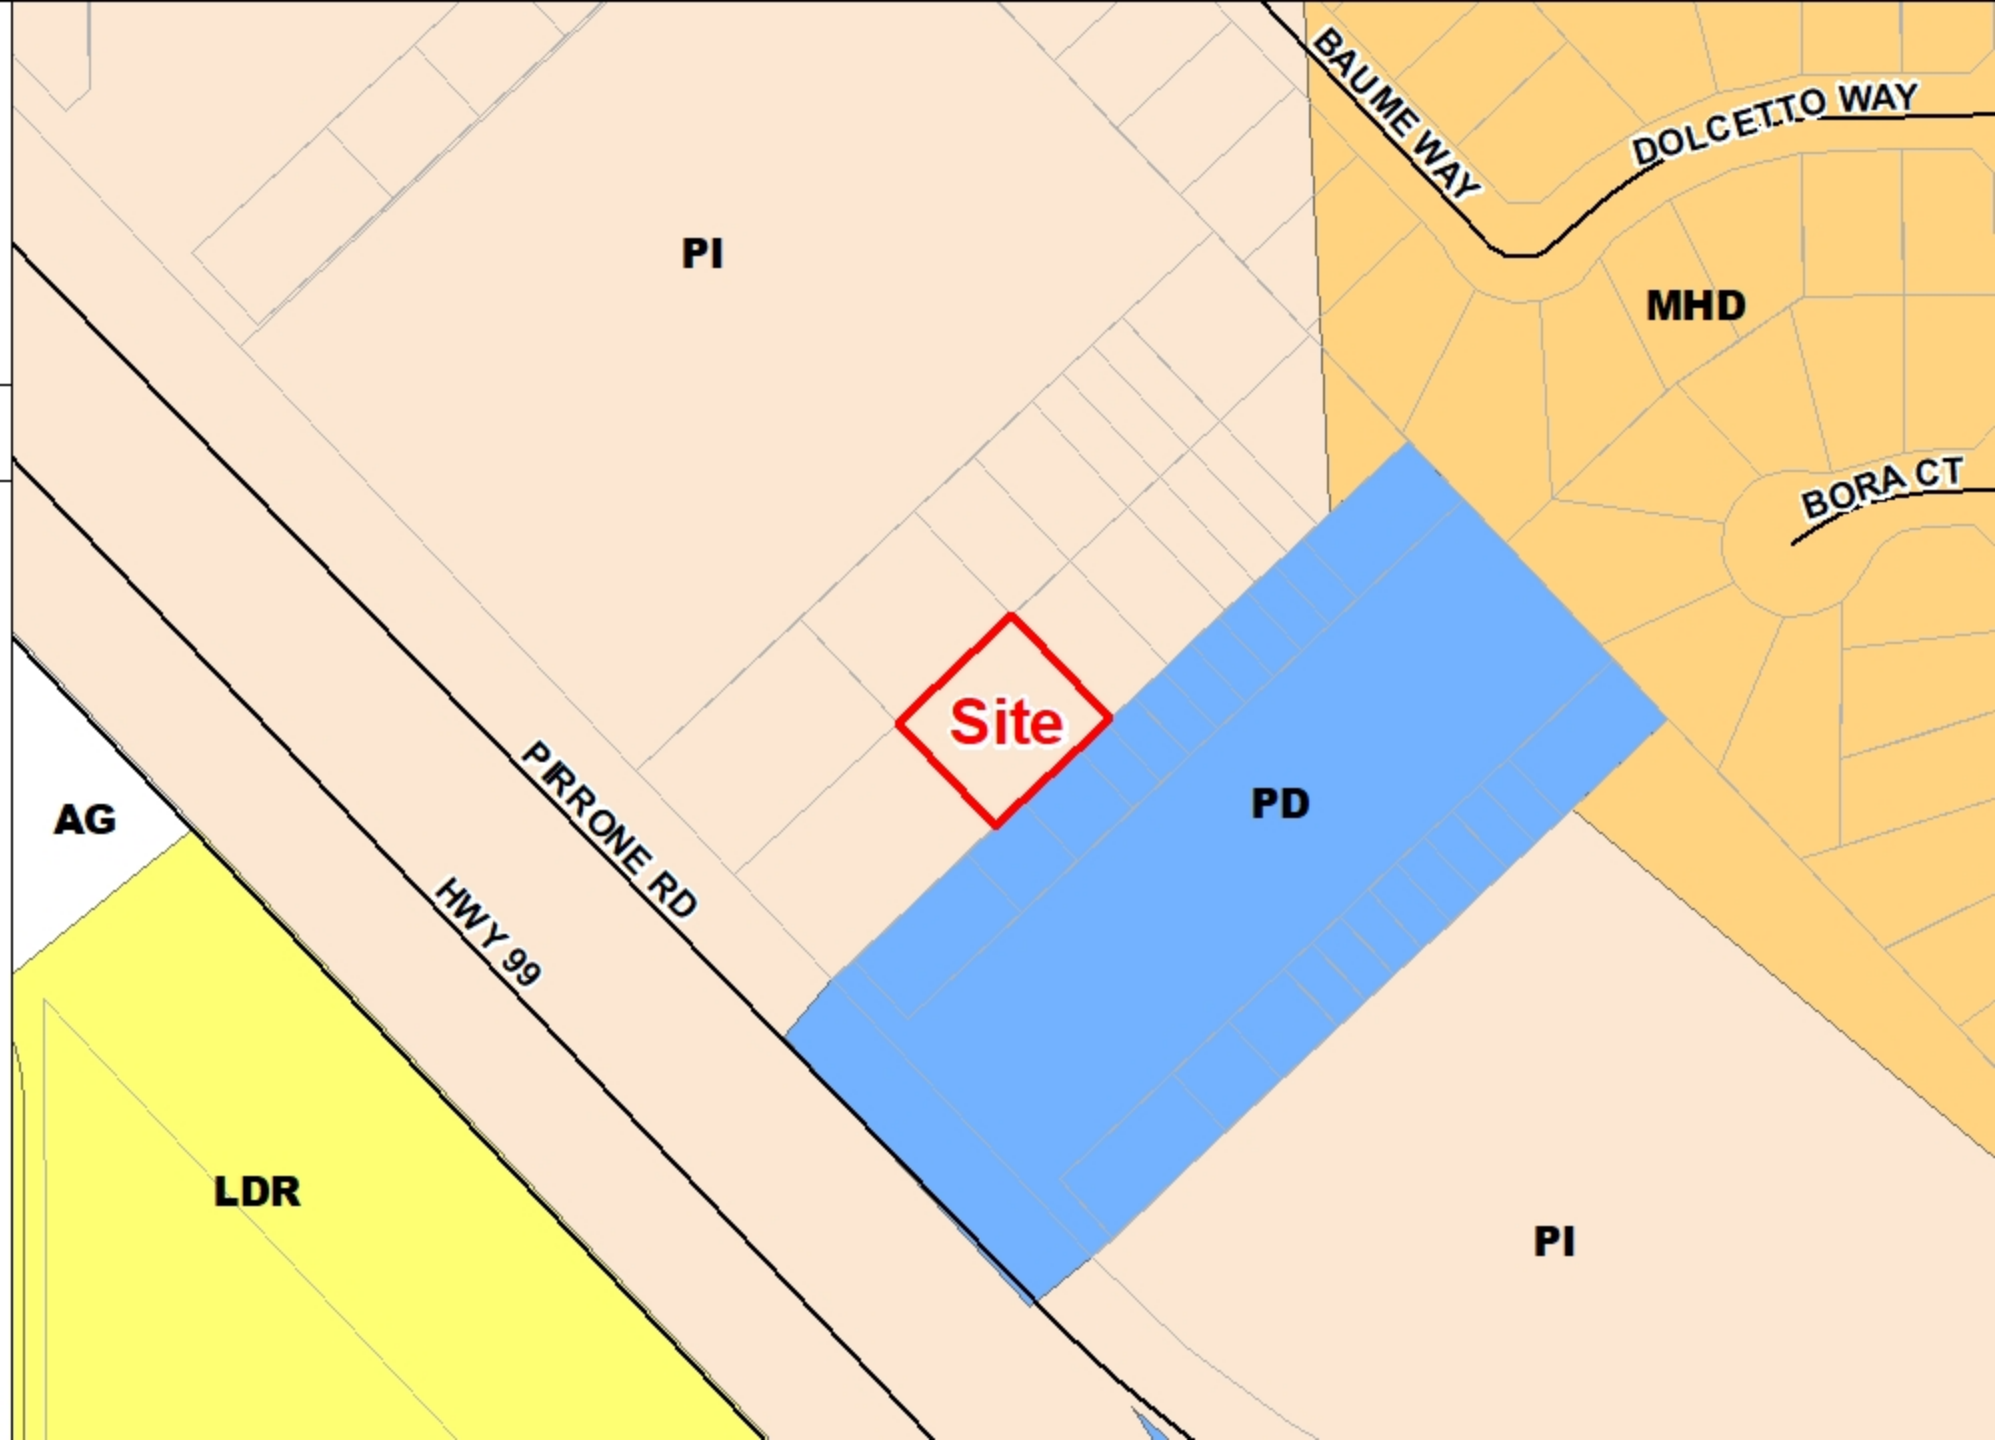 BAUME WAY
DOLCETTO WAY
PI
MHD
BORA CT
Site
PD
AG
PIRRONE RD
HWY 99
LDR
PI